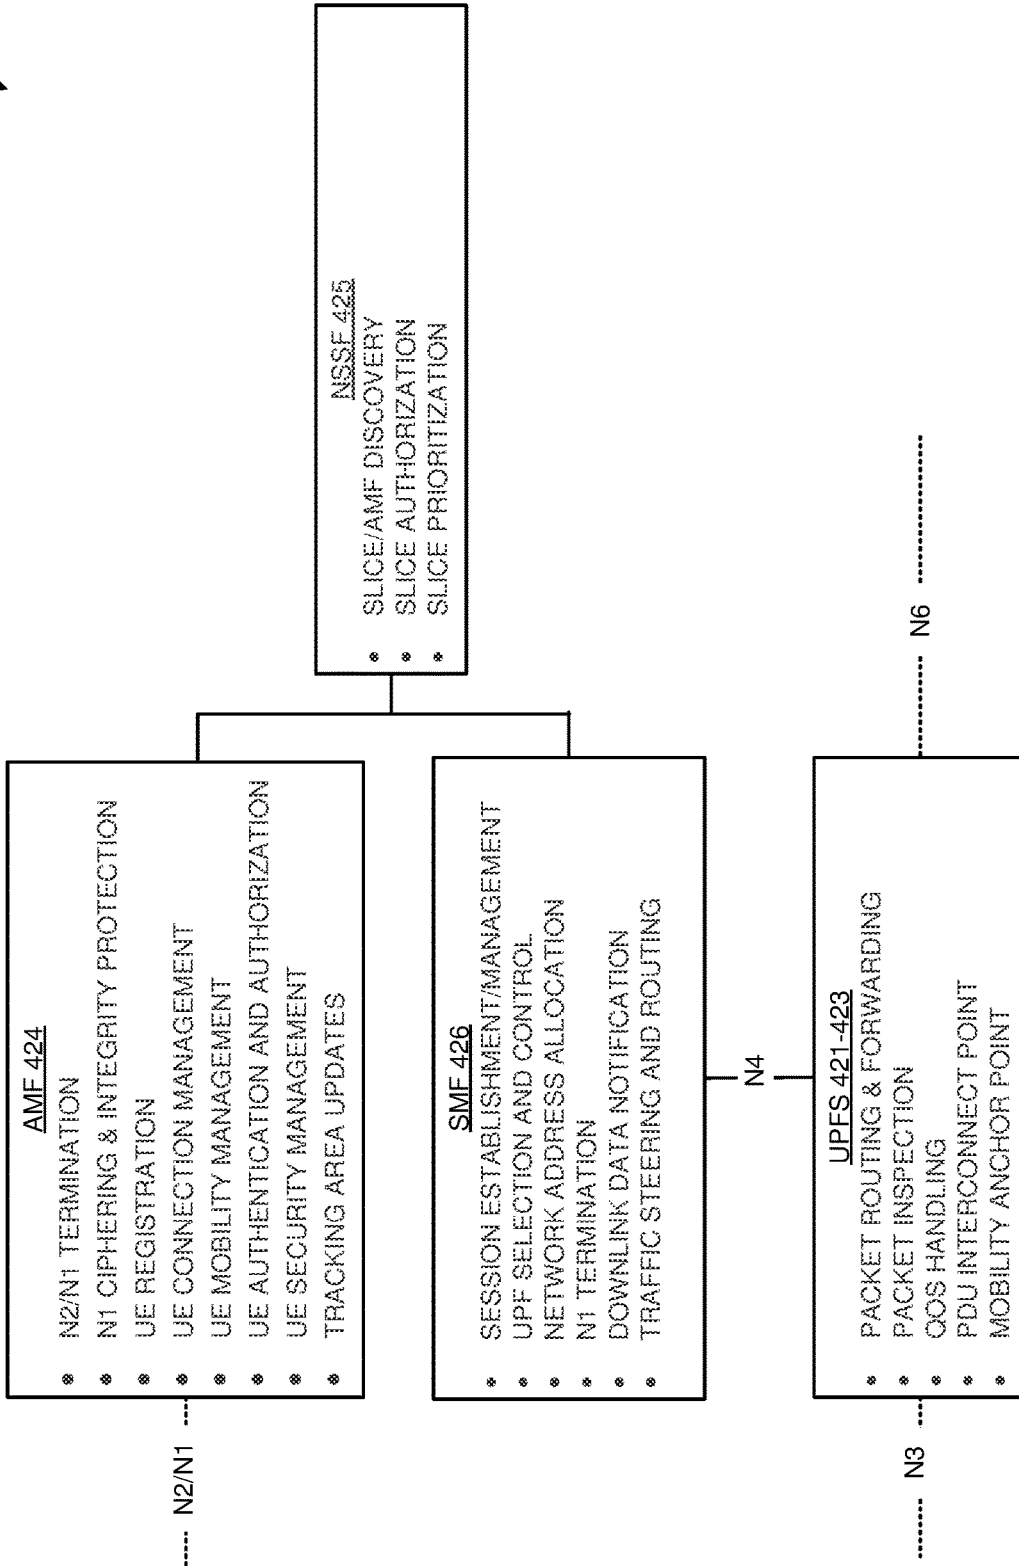 AMF 424
N2/N1 TERMINATION
N1 CIPHERING & INTEGRITY PROTECTION
UE REGISTRATION
UE CONNECTION MANAGEMENT
UE MOBILITY MANAGEMENT
UE AUTHENTICATION AND AUTHORIZATION
UE SECURITY MANAGEMENT
TRACKING AREA UPDATES
N2/N1
NSSF 425
SLICE/AMF DISCOVERY
SLICE AUTHORIZATION
SLICE PRIORITIZATION
SMF 426
SESSION ESTABLISHMENT/MANAGEMENT
UPF SELECTION AND CONTROL
NETWORK ADDRESS ALLOCATION
N1 TERMINATION
DOWNLINK DATA NOTIFICATION
TRAFFIC STEERING AND ROUTING
N4
UPFS 421-423
PACKET ROUTING & FORWARDING
PACKET INSPECTION
QOS HANDLING
PDU INTERCONNECT POINT
MOBILITY ANCHOR POINT
N3
N6